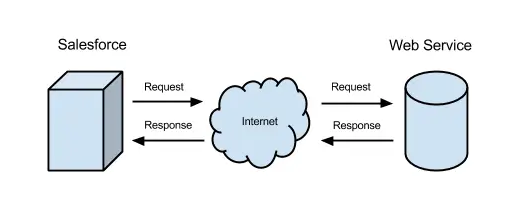 Salesforce
Web Service
Request
Request
Internet
Response
Response